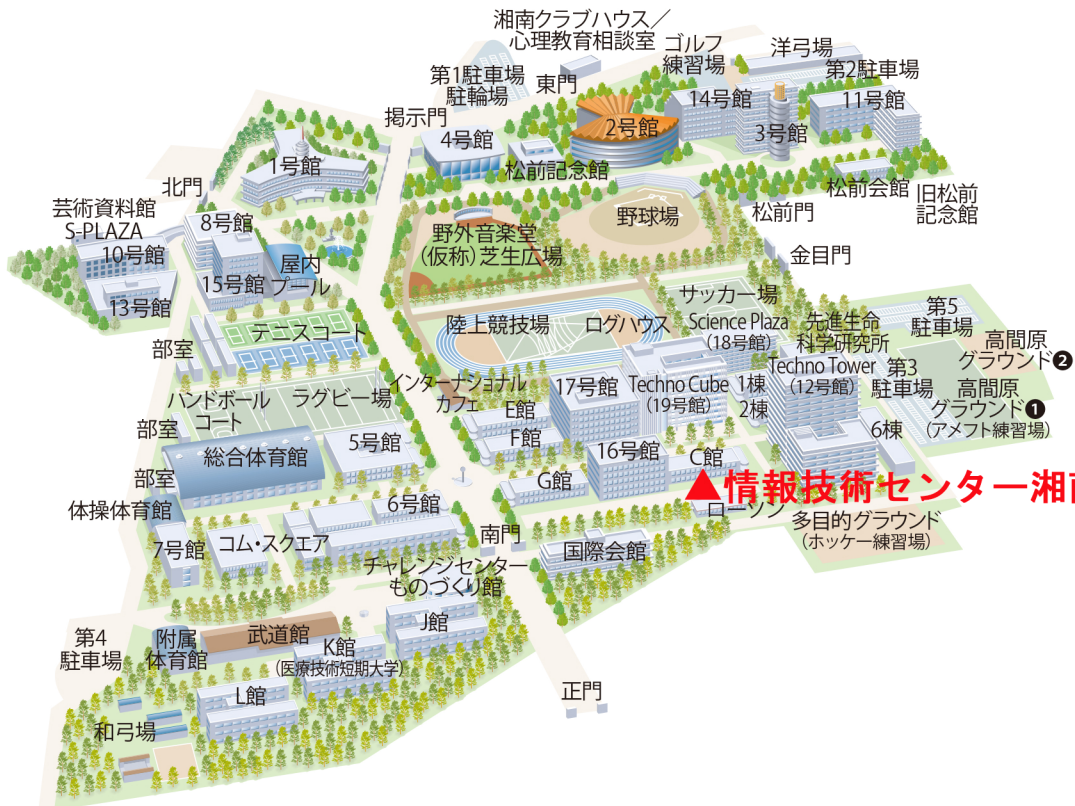 湘南クラブハウス／
心理教育相談室
ゴルフ
練習場
洋弓場
第1駐車場
駐輪場
東門
第2駐車場
掲示門
4号館
2号館
14号館
3号館
11号館
1号館
松前記念館
松前会館
旧松前
記念館
北門
芸術資料館
S-PLAZA
10号館
8号館
野外音楽堂
（仮称）芝生広場
野球場
松前門
金目門
13号館
15号館
屋内
プール
サッカー場
第5
駐車場
部室
テニスコート
陸上競技場
ログハウス
Science Plaza
（18号館）
先進生命
科学研究所
高間原
グラウンド❷
ハンドボール
コート
ラグビー場
インターナショナル
カフェ
E館
17号館
Techno Cube
（19号館）
1棟
2棟
Techno Tower
（12号館）
第3
駐車場
高間原
グラウンド❶
（アメフト練習場）
部室
総合体育館
5号館
F館
16号館
C館
6棟
部室
G館
▲情報技術センター湘
体操体育館
6号館
ローソン
多目的グラウンド
（ホッケー練習場）
7号館
コム・スクエア
南門
国際会館
チャレンジセンター
ものづくり館
第4
駐車場
附属
体育館
武道館
J館
K館
（医療技術短期大学）
L館
正門
和弓場